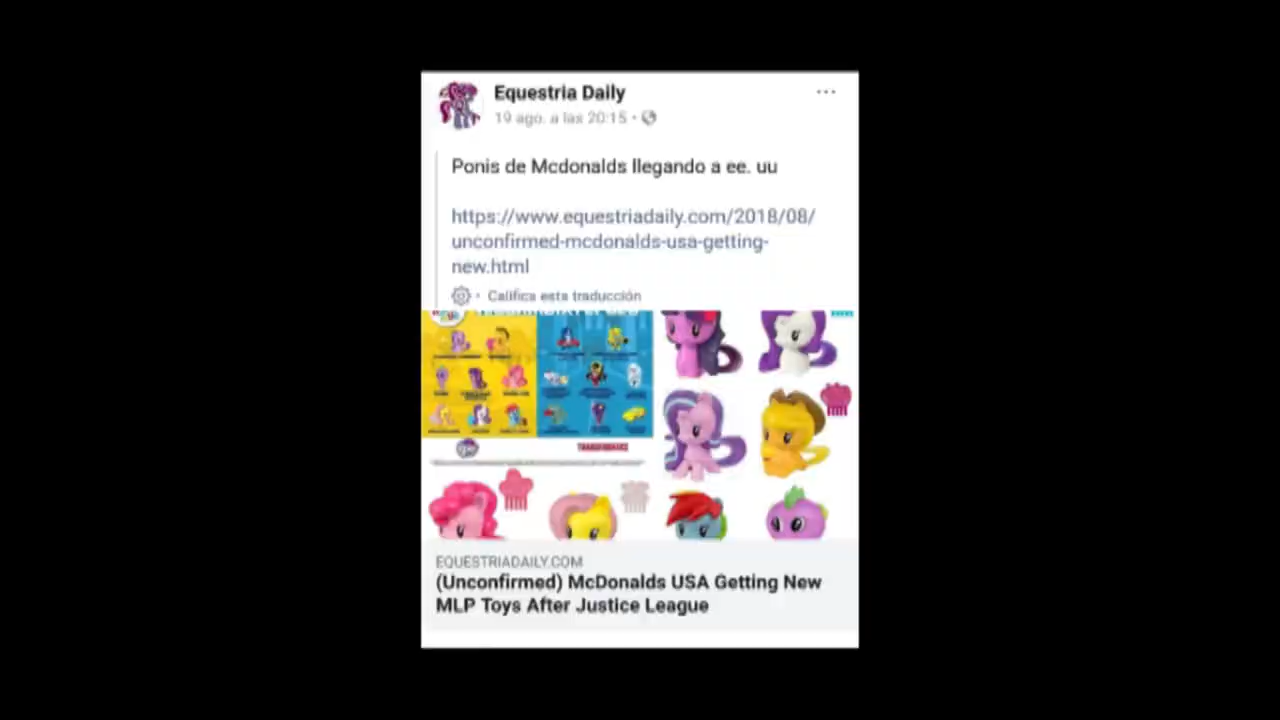 Equestria Daily
19 ago. a las 20:15 •
Ponis de Mcdonalds llegando a ee. uu
https://www.equestriadaily.com/2018/08/
unconfirmed-mcdonalds-usa-getting-
new.html
• Califica esta traducción
TRANSFORMERS
EQUESTRIADAILY.COM
(Unconfirmed) McDonalds USA Getting New
MLP Toys After Justice League